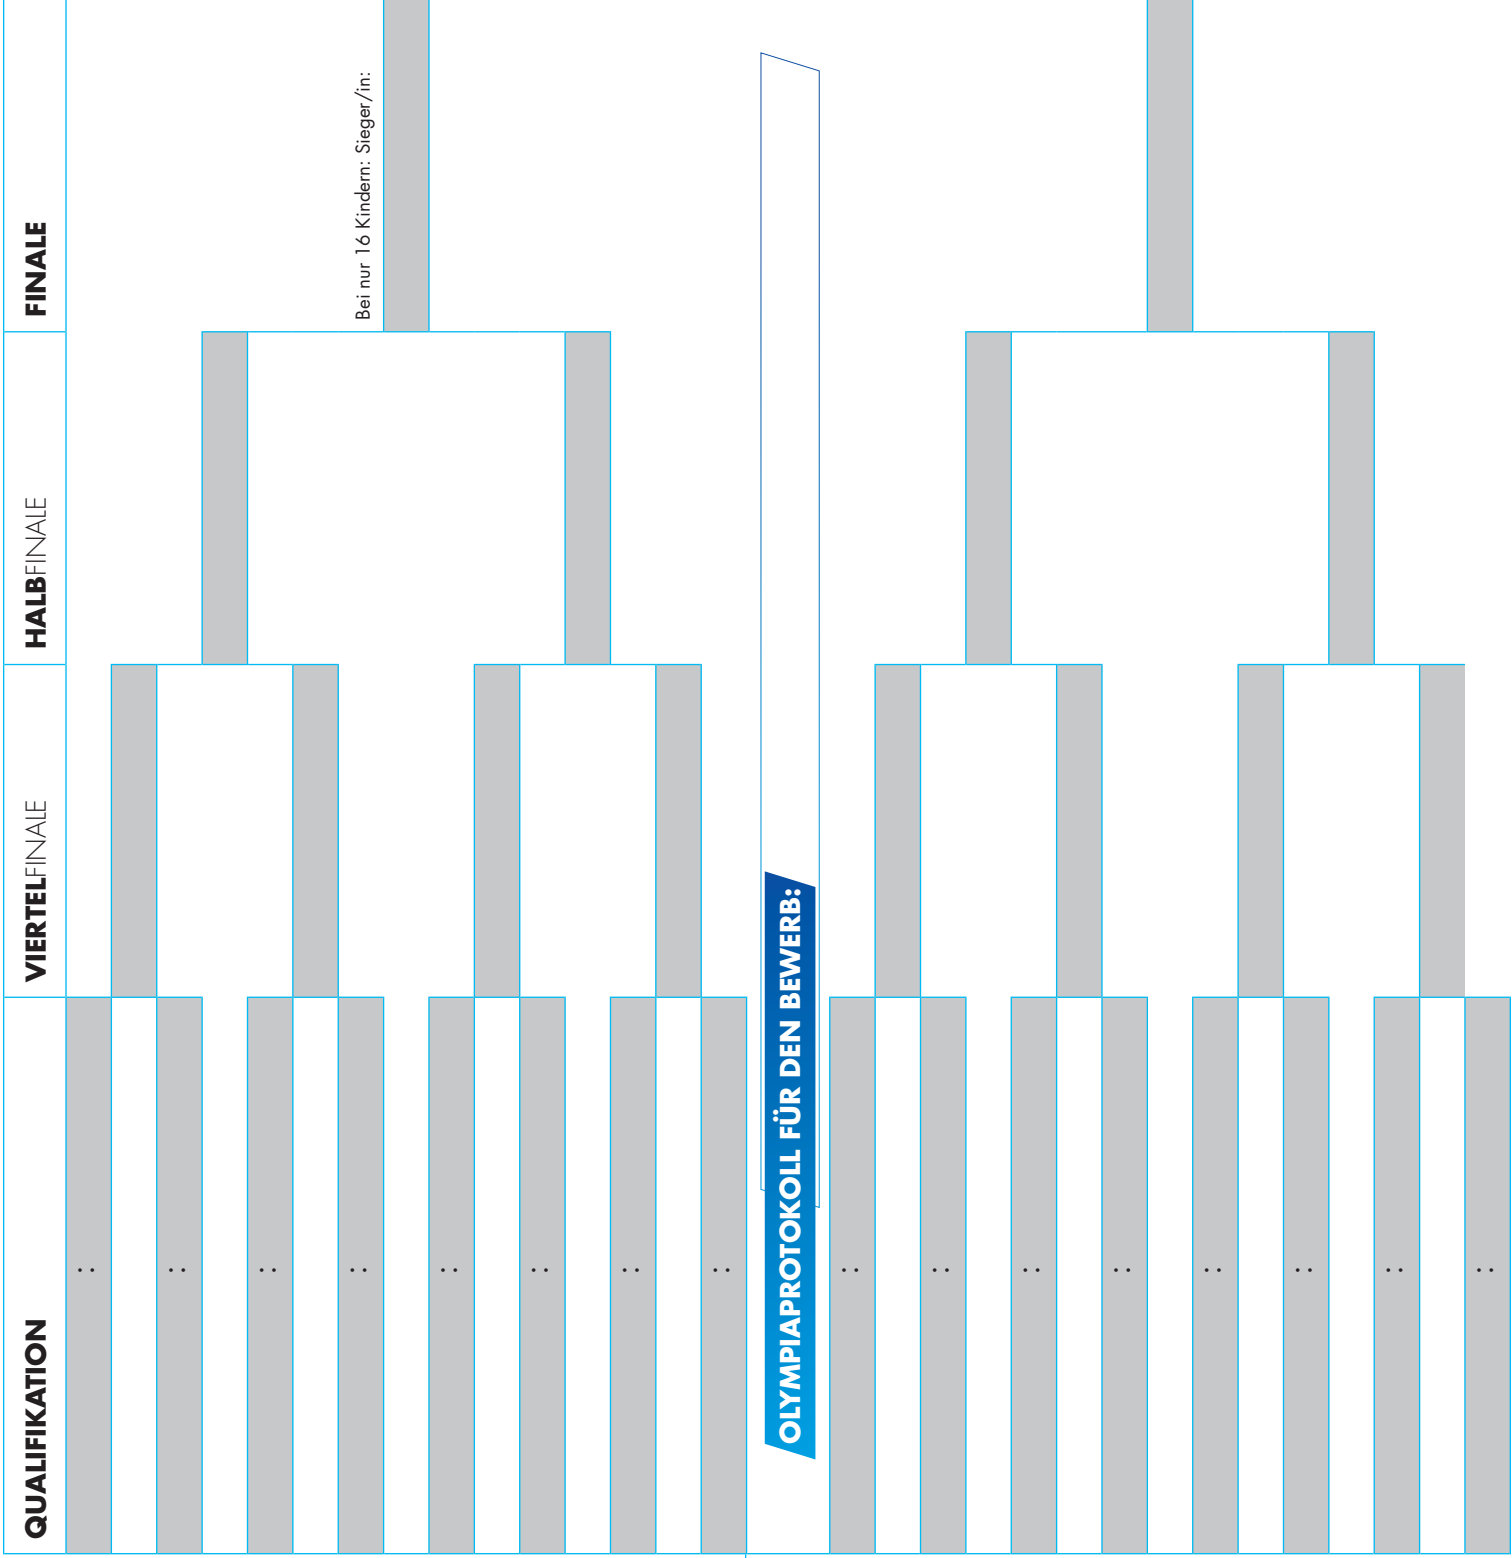 QUALIFIKATION
VIERTELFINALE
HALBFINALE
FINALE
Bei nur 16 Kindern: Sieger/in:
:
:
:
:
:
:
:
:
OLYMPIAPROTOKOLL FÜR DEN BEWERB:
:
:
:
:
:
:
:
: